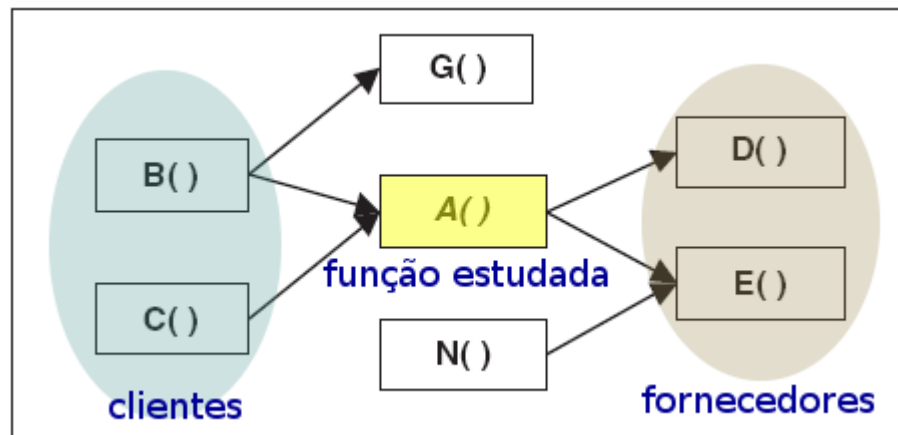 G( )
B( )
D( )
A( )
função estudada
C( )
E( )
N( )
clientes
fornecedores